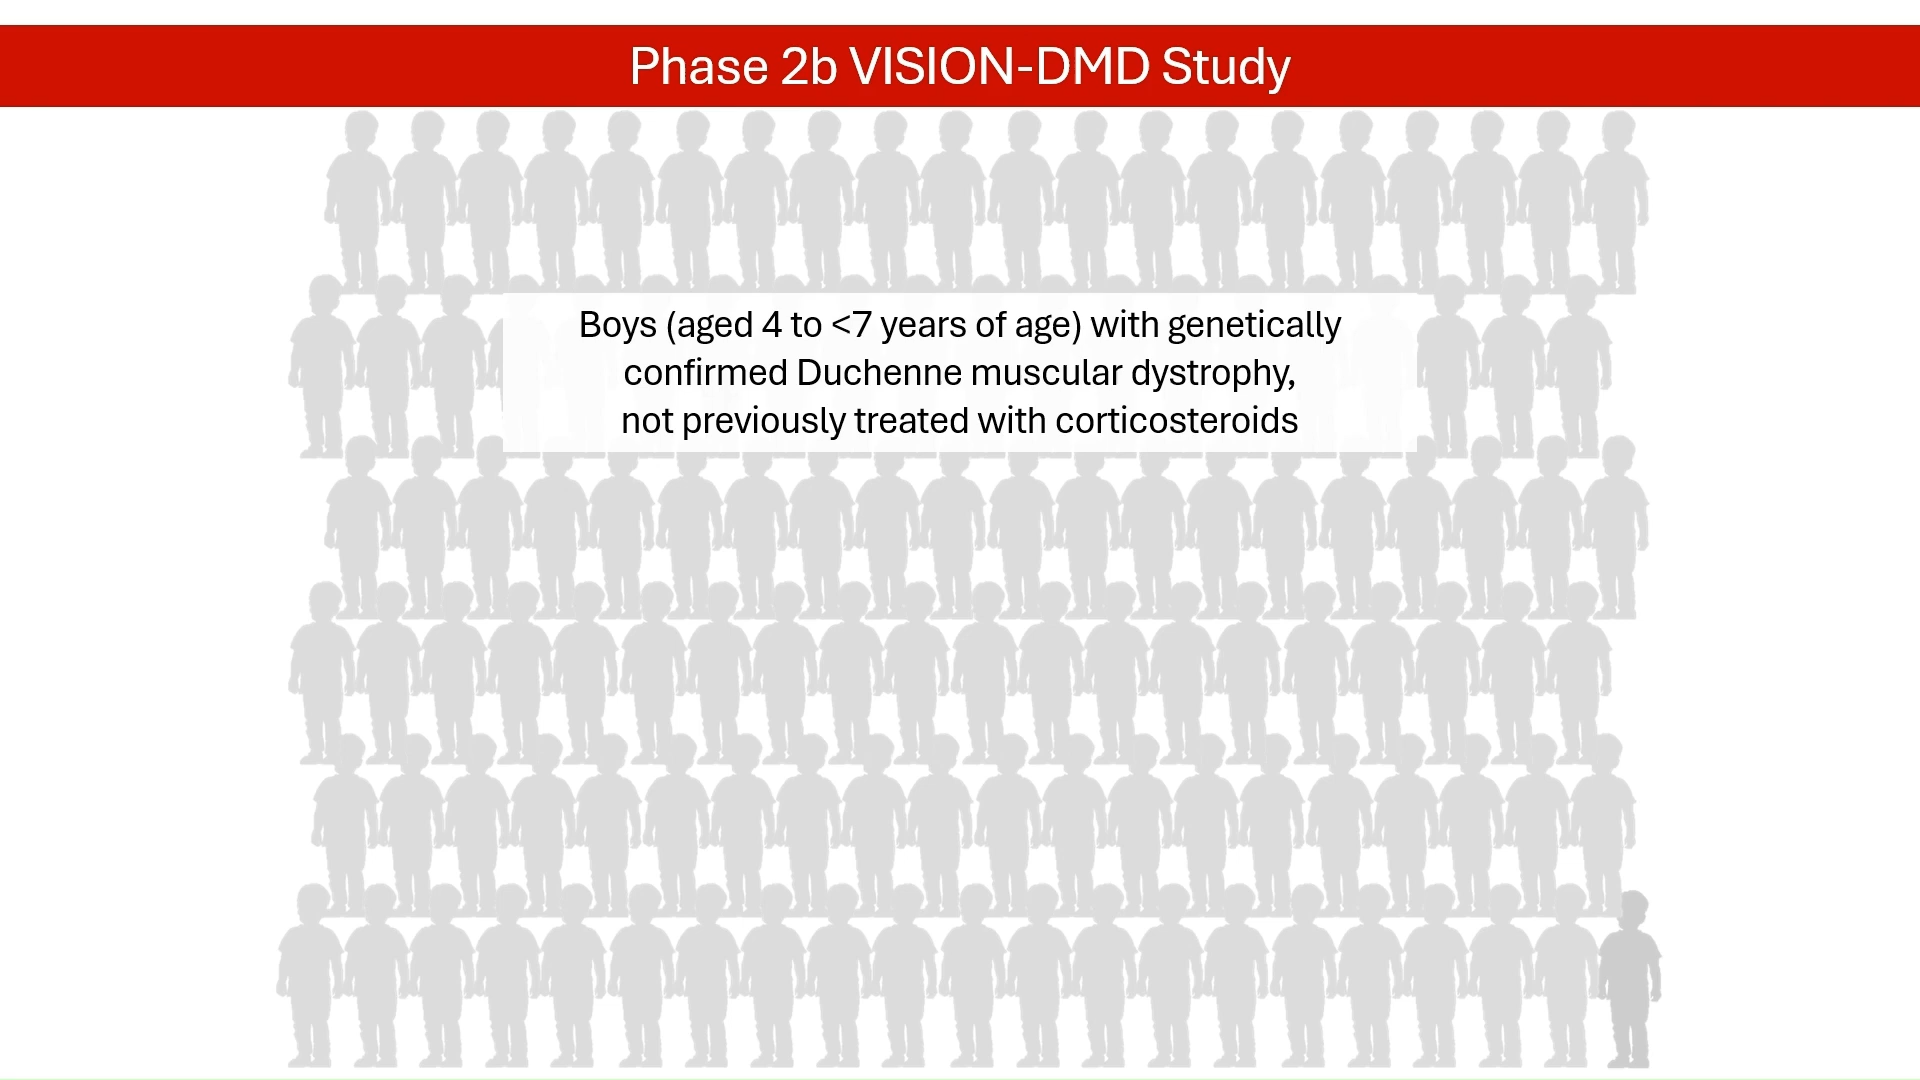 Phase 2b VISION-DMD Study
Boys (aged 4 to <7 years of age) with genetically
confirmed Duchenne muscular dystrophy,
not previously treated with corticosteroids